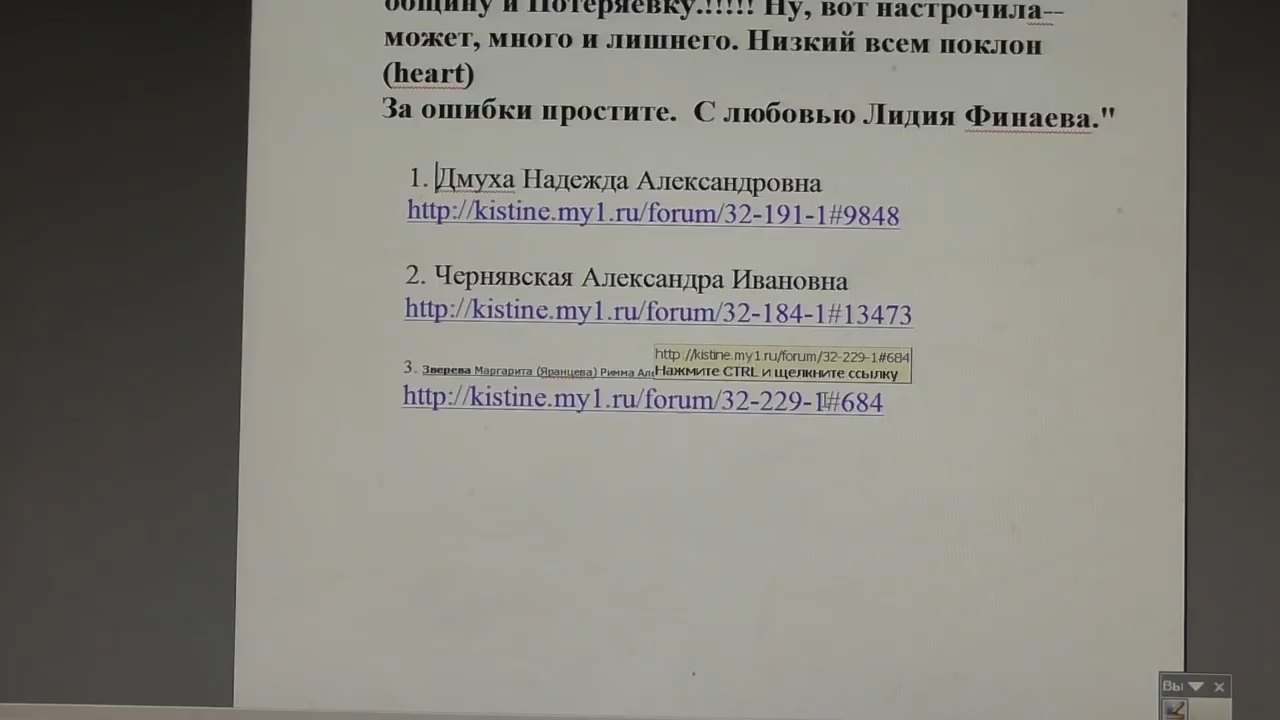 общину и Потеряевку.!!!!! Ну, вот настрочила--
может, много и лишнего. Низкий всем поклон
(heart)
За ошибки простите. С любовью Лидия Финаева."
1. Дмуха Надежда Александровна
http://kistine.my1.ru/forum/32-191-1#9848
2. Чернявская Александра Ивановна
http://kistine.my1.ru/forum/32-184-1#13473
http://kistine.my1.ru/forum/32-229-1#684
Нажмите CTRL и щелкните ссылку
3. Зверева Маргарита (Яранцева) Римма
http://kistine.my1.ru/forum/32-229-1#684
Вы